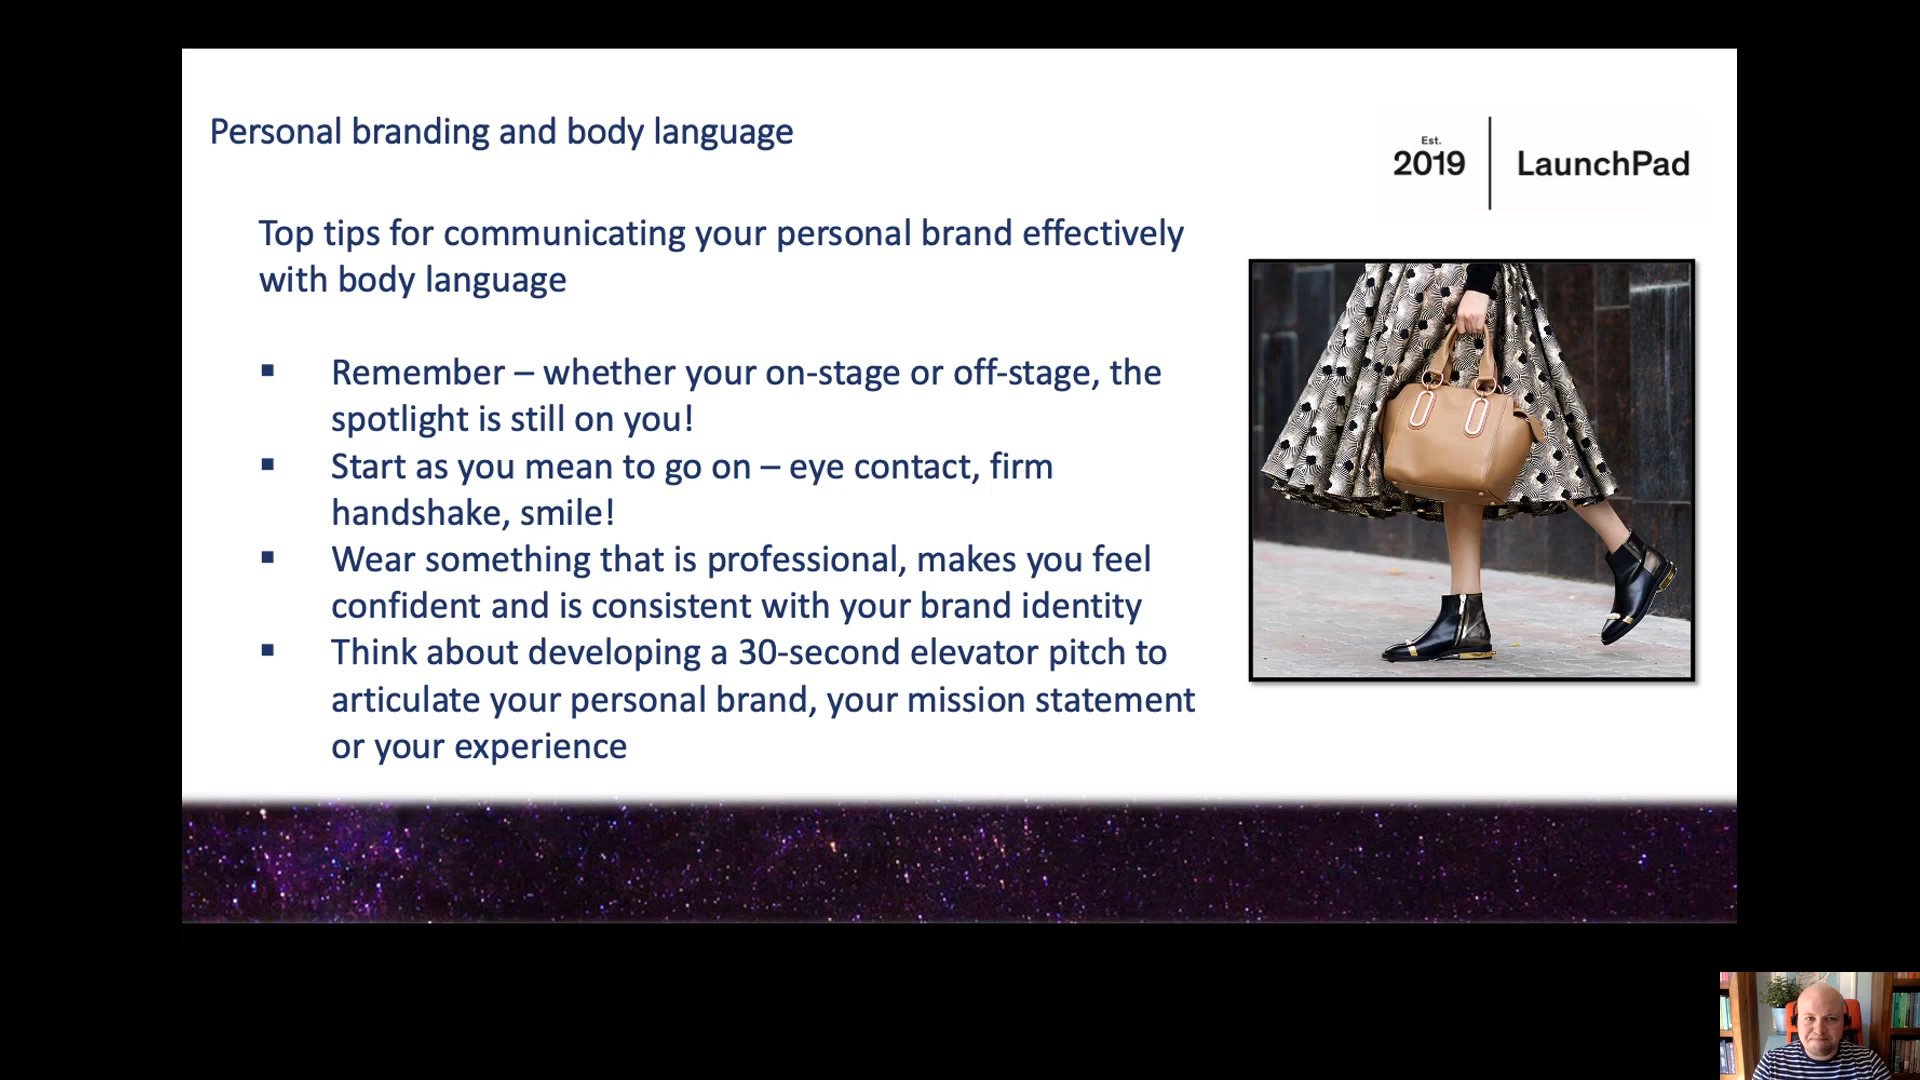 Personal branding and body language
Est.
2019
LaunchPad
Top tips for communicating your personal brand effectively
with body language
▪ Remember – whether your on-stage or off-stage, the
spotlight is still on you!
▪ Start as you mean to go on – eye contact, firm
handshake, smile!
▪ Wear something that is professional, makes you feel
confident and is consistent with your brand identity
▪ Think about developing a 30-second elevator pitch to
articulate your personal brand, your mission statement
or your experience